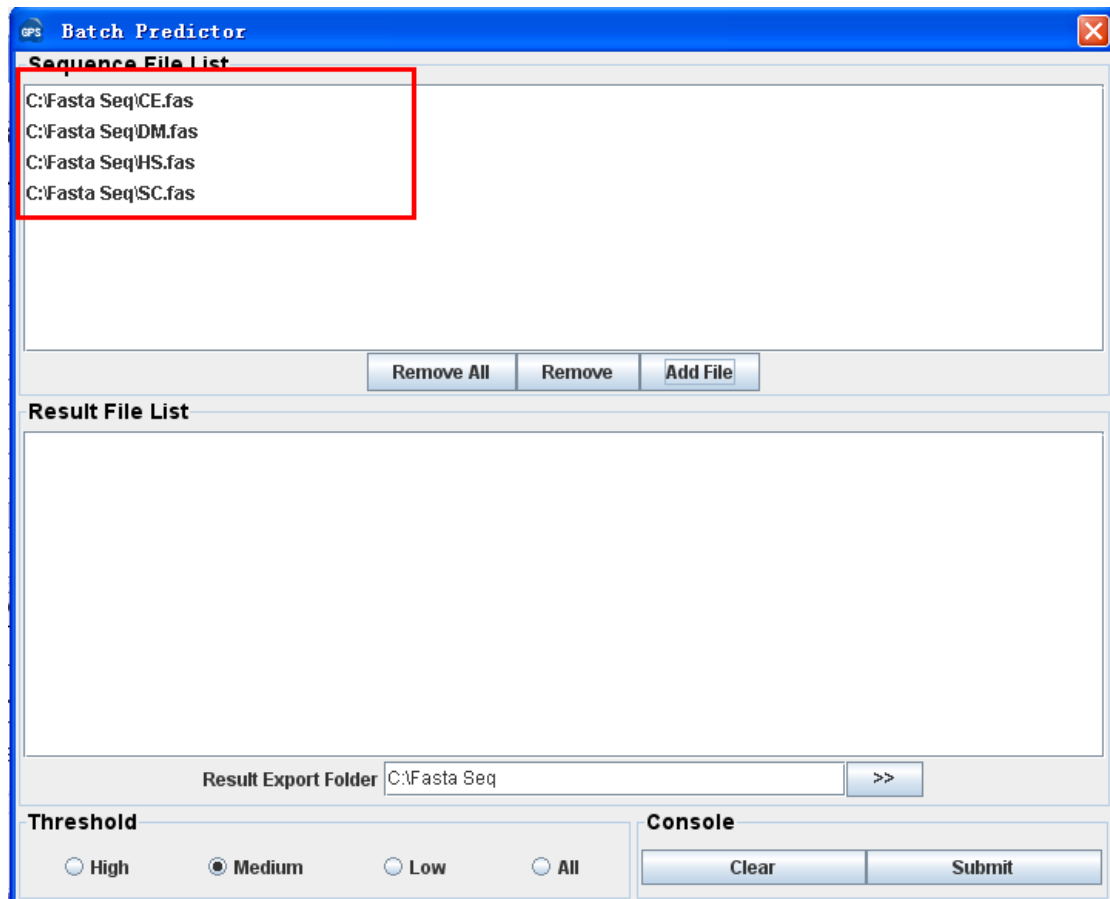 GPS Batch Predictor
Sequence File List
C:\Fasta Seq\CE.fas
C:\Fasta Seq\DM.fas
C:\Fasta Seq\HS.fas
C:\Fasta Seq\SC.fas
Remove All Remove Add File
Result File List
Result Export Folder C:\Fasta Seq >>
Threshold Console
High Medium Low All Clear Submit